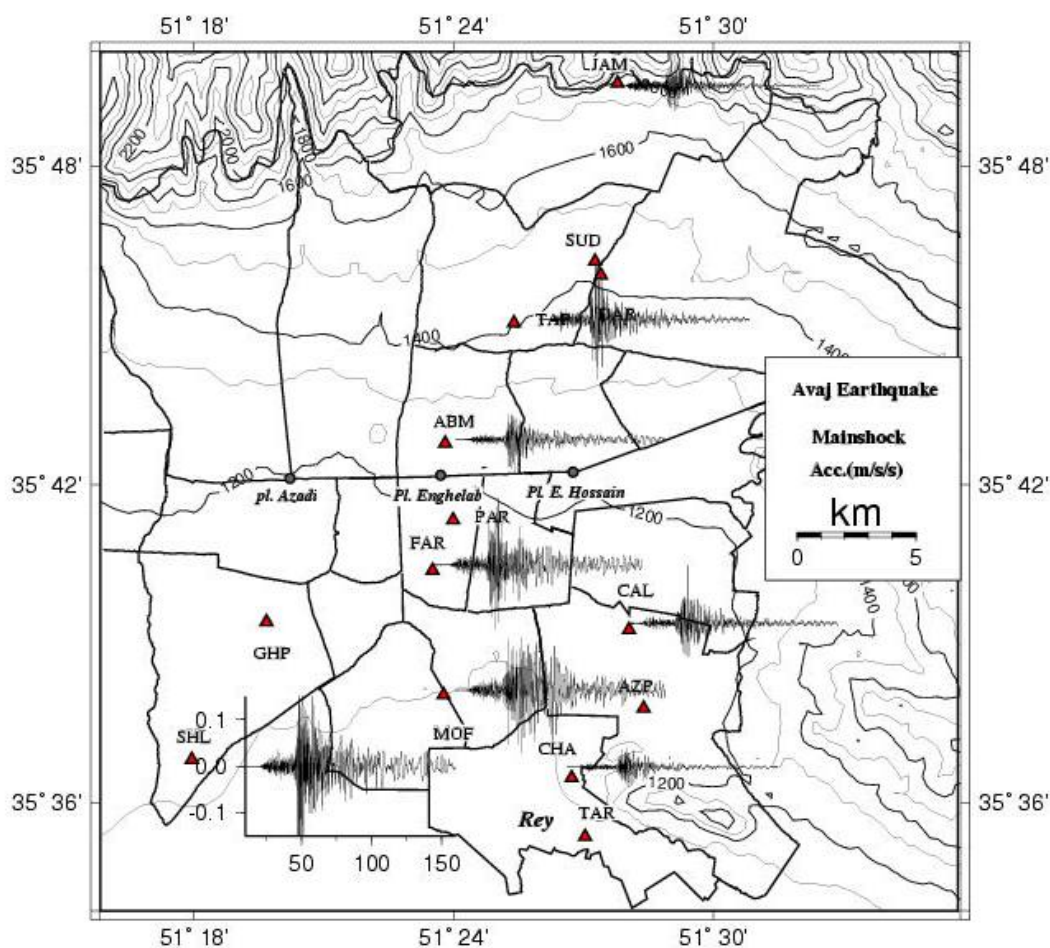 51° 18' 51° 24' 51° 30'
JAM
2200
2000
1800
1600
1600
35° 48' 35° 48'
SUD
TAP DAR
1400
1400
Avaj Earthquake
Mainshock
Acc.(m/s/s)
km
0 5
ABM
35° 42' 35° 42'
1200
pl. Azadi Pl. Enghelab Pl. E. Hossain
1200
PAR
FAR
CAL
1400
GHP
AZP
MOF
SHL
CHA
0.1
0.0
-0.1
50 100 150
1200
35° 36' 35° 36'
Rey TAR
51° 18' 51° 24' 51° 30'